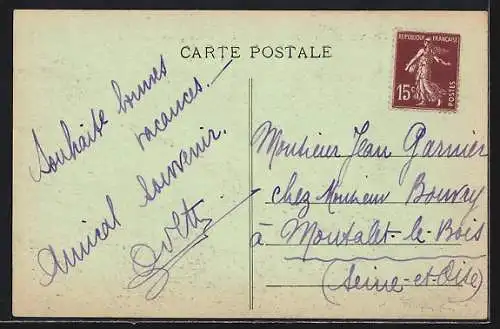 CARTE POSTALE
REPUBLIQUE FRANÇAISE
15c
POSTES
Souhaite bonnes
vacances.
Amical souvenir.
Monsieur Jean Garnier
chez Monsieur Bouvay
à Montalet-le-Bois
(Seine-et-Oise)